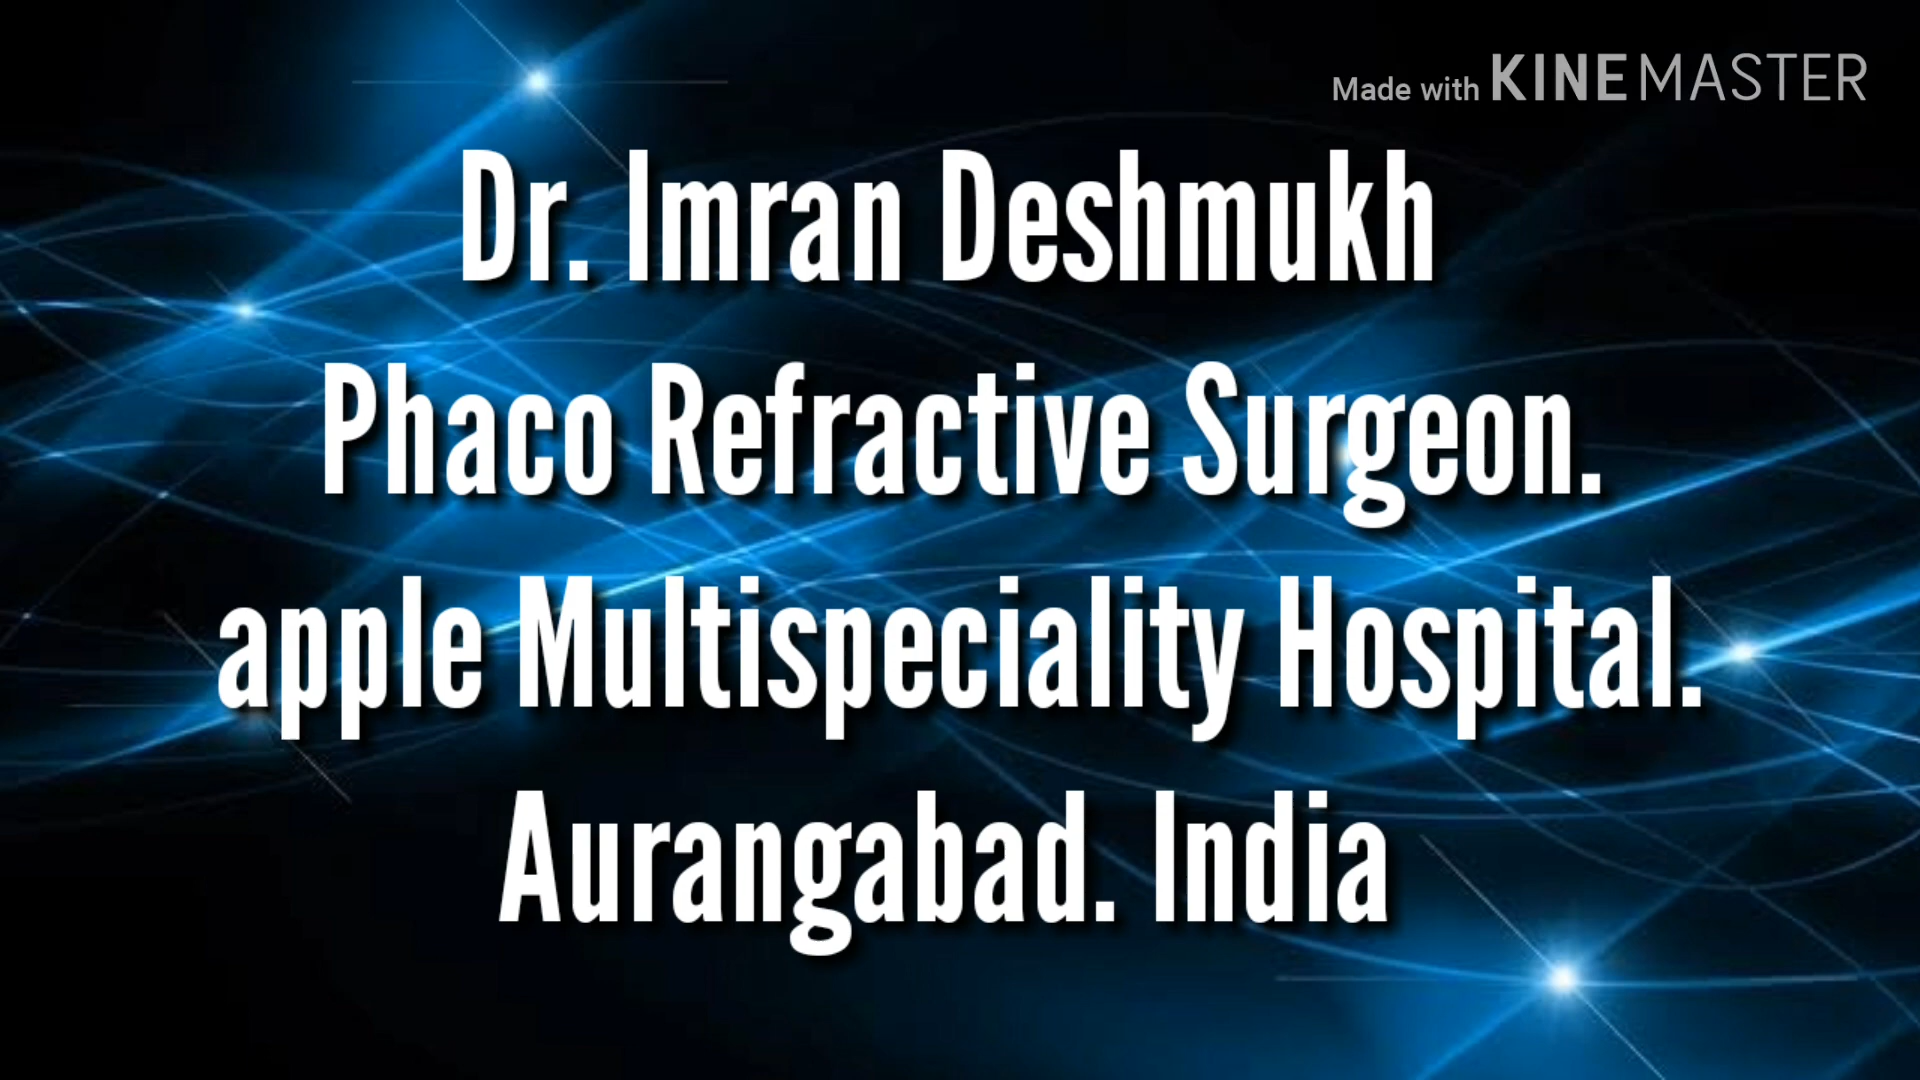 Made with KINEMASTER
Dr. Imran Deshmukh
Phaco Refractive Surgeon.
apple Multispeciality Hospital.
Aurangabad. India